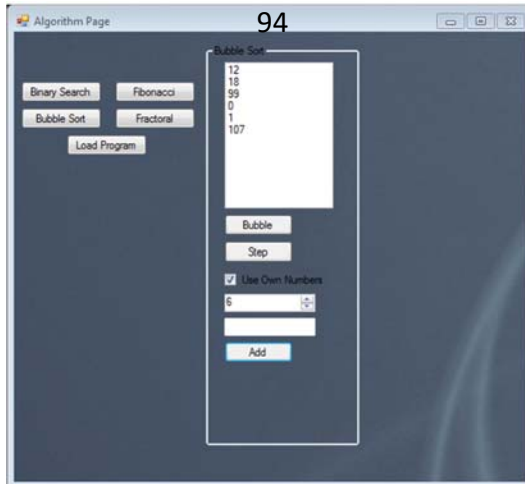 94
Algorithm Page
Bubble Sort
12
18
99
0
1
107
Binary Search Fibonacci
Bubble Sort Fractoral
Load Program
Bubble
Step
Use Own Numbers
6
Add